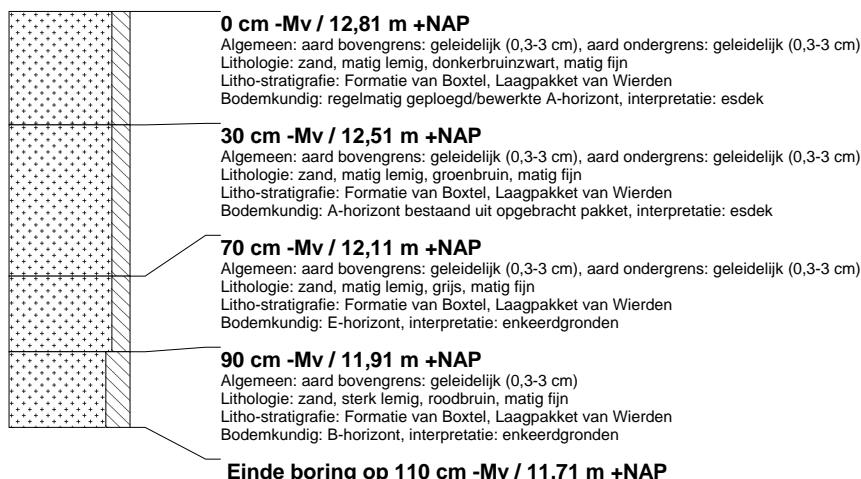 0 cm -Mv / 12,81 m +NAP
Algemeen: aard bovengrens: geleidelijk (0,3-3 cm), aard ondergrens: geleidelijk (0,3-3 cm)
Lithologie: zand, matig lemig, donkerbruinzwart, matig fijn
Litho-stratigrafie: Formatie van Boxtel, Laagpakket van Wierden
Bodemkundig: regelmatig geploegd/bewerkte A-horizont, interpretatie: esdek
30 cm -Mv / 12,51 m +NAP
Algemeen: aard bovengrens: geleidelijk (0,3-3 cm), aard ondergrens: geleidelijk (0,3-3 cm)
Lithologie: zand, matig lemig, groenbruin, matig fijn
Litho-stratigrafie: Formatie van Boxtel, Laagpakket van Wierden
Bodemkundig: A-horizont bestaand uit opgebracht pakket, interpretatie: esdek
70 cm -Mv / 12,11 m +NAP
Algemeen: aard bovengrens: geleidelijk (0,3-3 cm), aard ondergrens: geleidelijk (0,3-3 cm)
Lithologie: zand, matig lemig, grijs, matig fijn
Litho-stratigrafie: Formatie van Boxtel, Laagpakket van Wierden
Bodemkundig: E-horizont, interpretatie: enkeerdgronden
90 cm -Mv / 11,91 m +NAP
Algemeen: aard bovengrens: geleidelijk (0,3-3 cm)
Lithologie: zand, sterk lemig, roodbruin, matig fijn
Litho-stratigrafie: Formatie van Boxtel, Laagpakket van Wierden
Bodemkundig: B-horizont, interpretatie: enkeerdgronden
Einde boring op 110 cm -Mv / 11,71 m +NAP